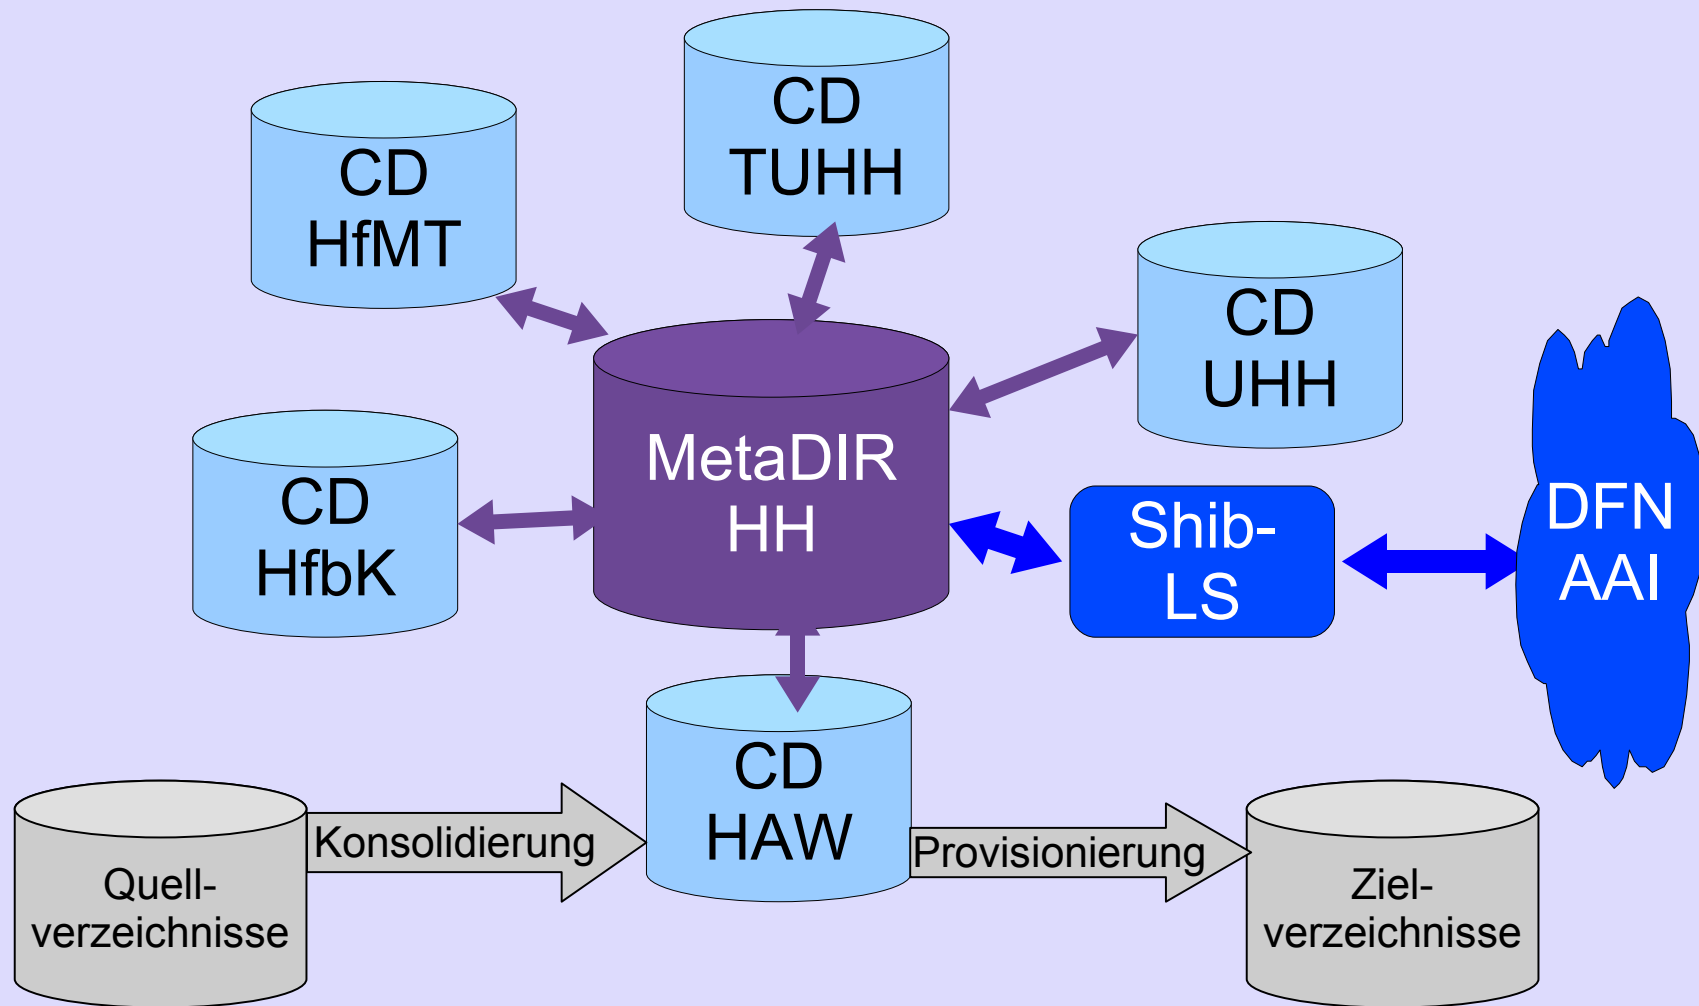 CD
TUHH
CD
HfMT
CD
UHH
MetaDIR
HH
CD
HfbK
Shib-
LS
DFN
AAI
CD
HAW
Konsolidierung
Provisionierung
Quell-
verzeichnisse
Ziel-
verzeichnisse